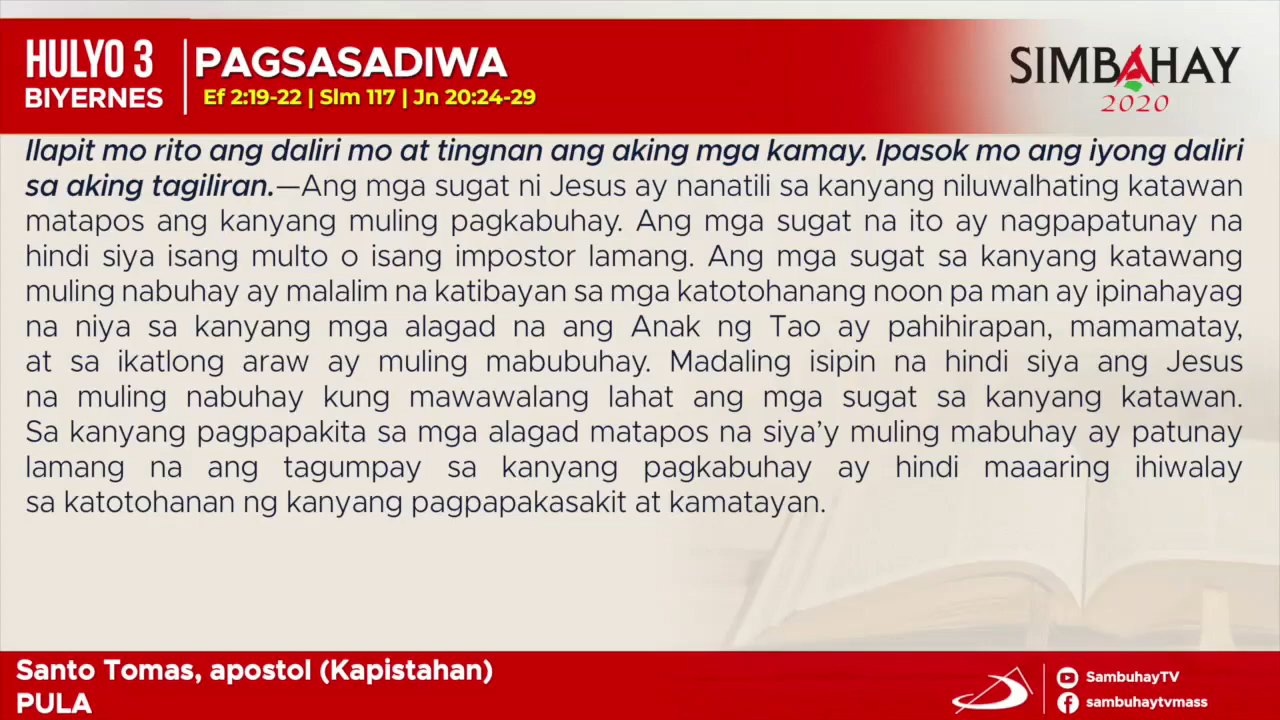 HULYO 3
BIYERNES
PAGSASADIWA
Ef 2:19-22 | Slm 117 | Jn 20:24-29
SIMBAHAY
2020
Ilapit mo rito ang daliri mo at tingnan ang aking mga kamay. Ipasok mo ang iyong daliri
sa aking tagiliran.—Ang mga sugat ni Jesus ay nanatili sa kanyang niluwalhating katawan
matapos ang kanyang muling pagkabuhay. Ang mga sugat na ito ay nagpapatunay na
hindi siya isang multo o isang impostor lamang. Ang mga sugat sa kanyang katawang
muling nabuhay ay malalim na katibayan sa mga katotohanang noon pa man ay ipinahayag
na niya sa kanyang mga alagad na ang Anak ng Tao ay pahihirapan, mamamatay,
at sa ikatlong araw ay muling mabubuhay. Madaling isipin na hindi siya ang Jesus
na muling nabuhay kung mawawalang lahat ang mga sugat sa kanyang katawan.
Sa kanyang pagpapakita sa mga alagad matapos na siya’y muling mabuhay ay patunay
lamang na ang tagumpay sa kanyang pagkabuhay ay hindi maaaring ihiwalay
sa katotohanan ng kanyang pagpapakasakit at kamatayan.
Santo Tomas, apostol (Kapistahan)
PULA
SambuhayTV
sambuhaytvmass